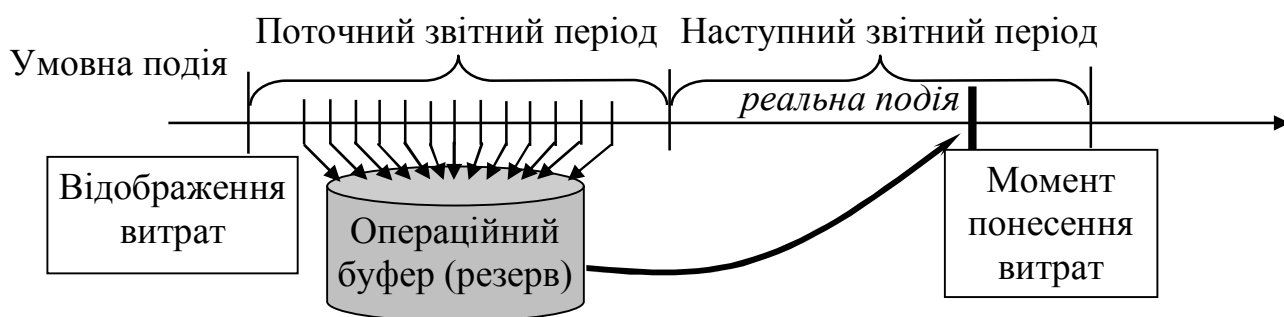 Поточний звітний період
Наступний звітний період
Умовна подія
реальна подія
Відображення
витрат
Операційний
буфер (резерв)
Момент
понесення
витрат